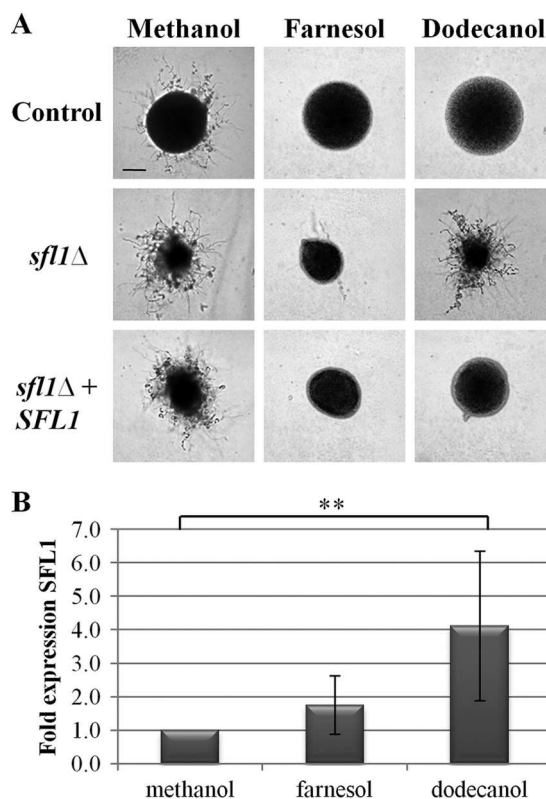 A
Methanol Farnesol Dodecanol
Control
sfl1Δ
sfl1Δ +
SFL1
B
**
Fold expression SFL1
7.0
6.0
5.0
4.0
3.0
2.0
1.0
0.0
methanol farnesol dodecanol